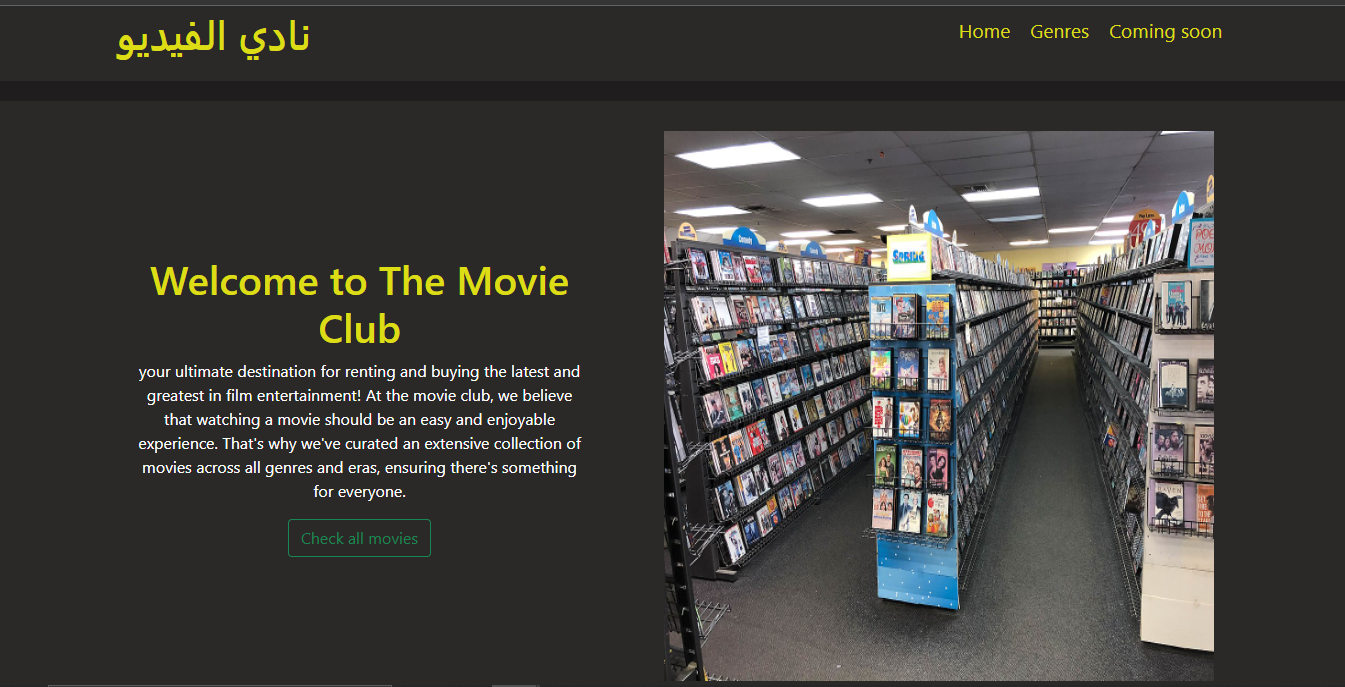 نادي الفيديو
Home Genres Coming soon
Welcome to The Movie
Club
your ultimate destination for renting and buying the latest and
greatest in film entertainment! At the movie club, we believe
that watching a movie should be an easy and enjoyable
experience. That's why we've curated an extensive collection of
movies across all genres and eras, ensuring there's something
for everyone.
Check all movies
Comedy
SPRING